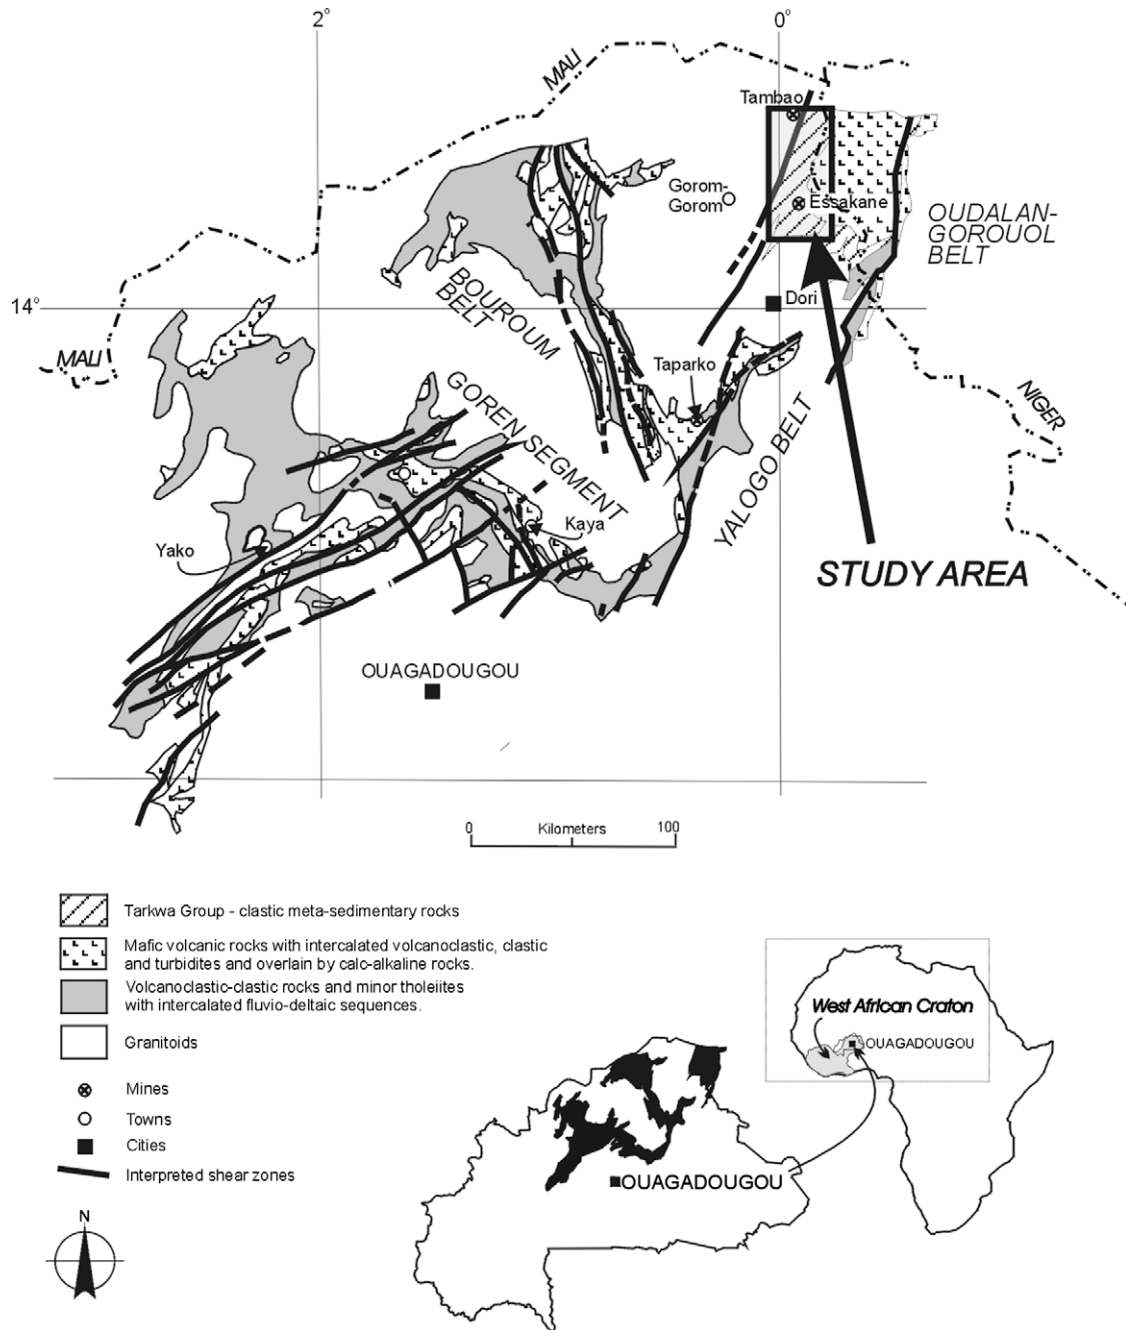 2°
0°
MALI
Tambao
Gorom-
Gorom
Essakane
OUDALAN-
GOROUOL
BELT
14°
Dori
BOUROUM
BELT
MALI
Taparko
GOREN SEGMENT
NIGER
YALOGO BELT
Kaya
Yako
STUDY AREA
OUAGADOUGOU
0 Kilometers 100
Tarkwa Group - clastic meta-sedimentary rocks
Mafic volcanic rocks with intercalated volcanoclastic, clastic
and turbidites and overlain by calc-alkaline rocks.
Volcanoclastic-clastic rocks and minor tholeiites
with intercalated fluvio-deltaic sequences.
Granitoids
Mines
Towns
Cities
Interpreted shear zones
N
West African Craton
OUAGADOUGOU
OUAGADOUGOU